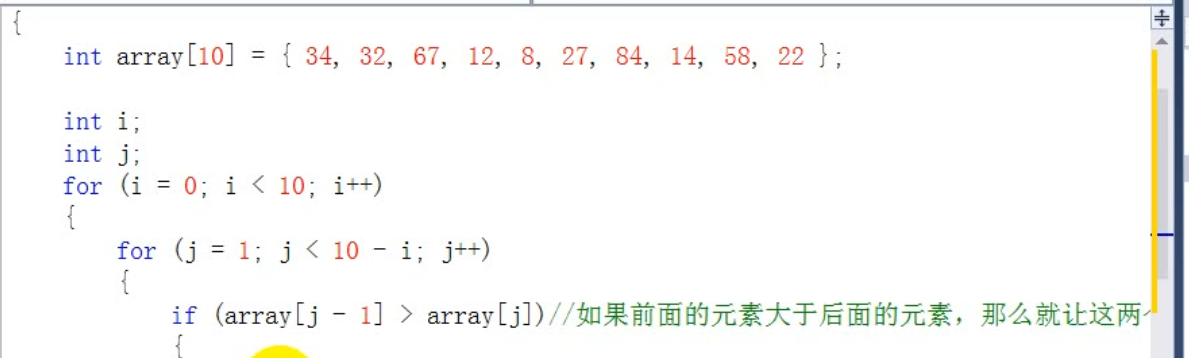 {
int array[10] = { 34, 32, 67, 12, 8, 27, 84, 14, 58, 22 };
int i;
int j;
for (i = 0; i < 10; i++)
{
for (j = 1; j < 10 - i; j++)
{
if (array[j - 1] > array[j])//如果前面的元素大于后面的元素，那么就让这两
{